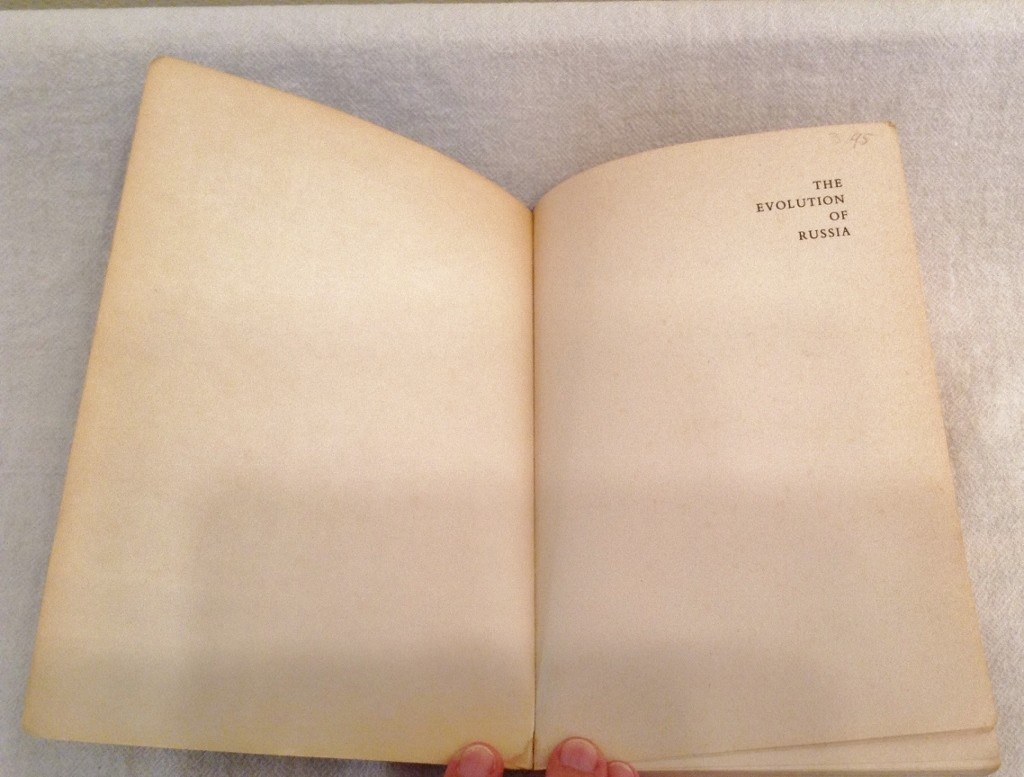 THE
EVOLUTION
OF
RUSSIA